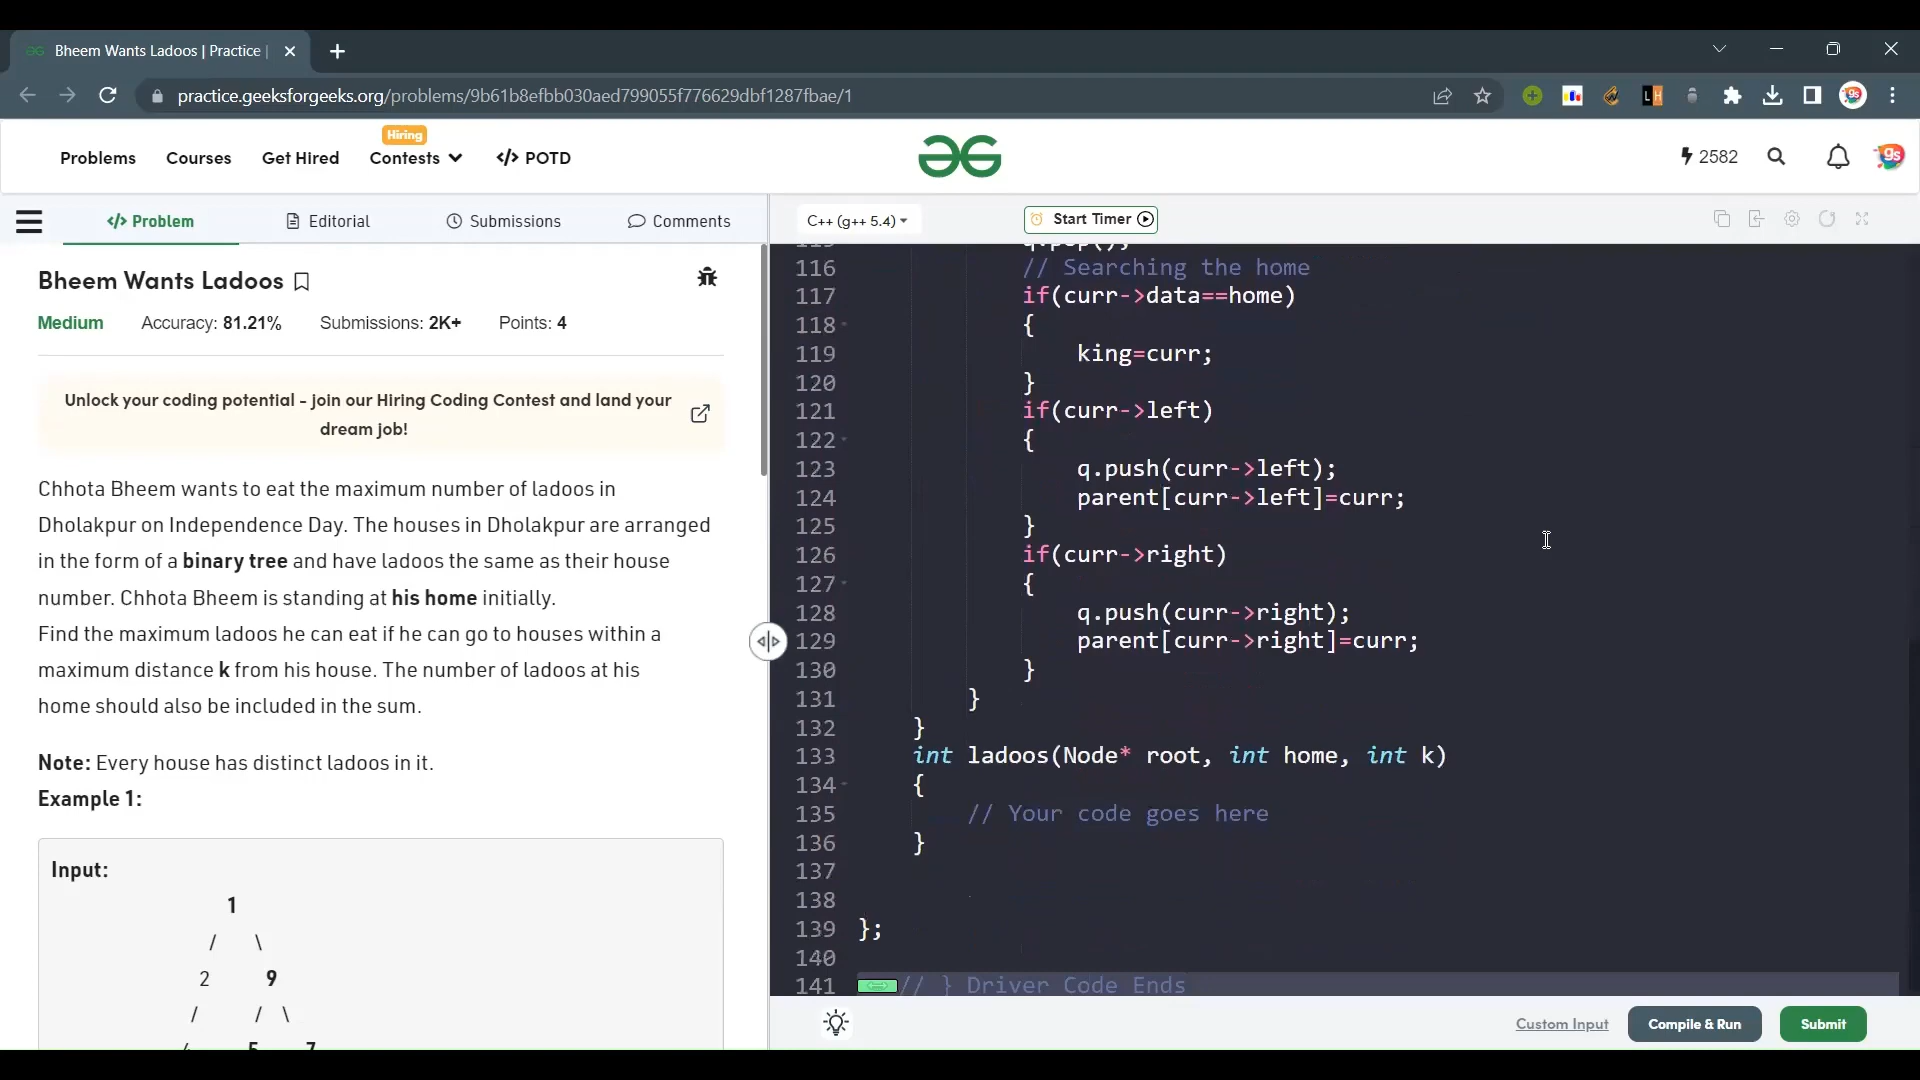 Bheem Wants Ladoos | Practice |
practice.geeksforgeeks.org/problems/9b61b8efbb030aed799055f776629dbf1287fbae/1
Hiring
Problems Courses Get Hired Contests </> POTD
2582
</> Problem Editorial Submissions Comments
C++ (g++ 5.4) Start Timer
Bheem Wants Ladoos
Medium Accuracy: 81.21% Submissions: 2K+ Points: 4
Unlock your coding potential - join our Hiring Coding Contest and land your
dream job!
Chhota Bheem wants to eat the maximum number of ladoos in
Dholakpur on Independence Day. The houses in Dholakpur are arranged
in the form of a binary tree and have ladoos the same as their house
number. Chhota Bheem is standing at his home initially.
Find the maximum ladoos he can eat if he can go to houses within a
maximum distance k from his house. The number of ladoos at his
home should also be included in the sum.
Note: Every house has distinct ladoos in it.
Example 1:
Input:
1
/ \
2 9
/ / \
5 7
115 q.pop();
116 // Searching the home
117 if(curr->data==home)
118 {
119 king=curr;
120 }
121 if(curr->left)
122 {
123 q.push(curr->left);
124 parent[curr->left]=curr;
125 }
126 if(curr->right)
127 {
128 q.push(curr->right);
129 parent[curr->right]=curr;
130 }
131 }
132 }
133 int ladoos(Node* root, int home, int k)
134 {
135 // Your code goes here
136 }
137
138
139 };
140
141 // } Driver Code Ends
Custom Input Compile & Run Submit